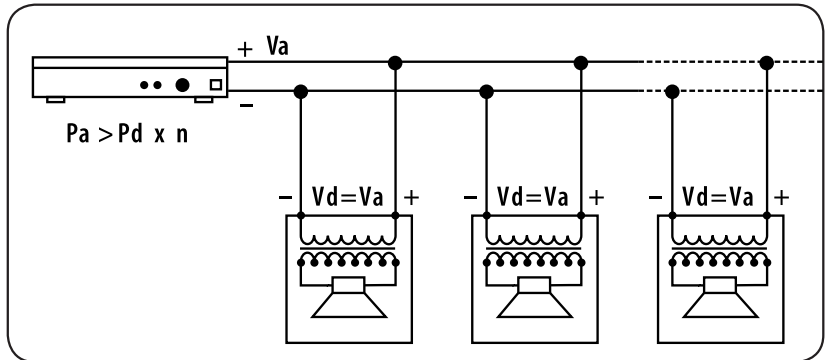 + Va
−
Pa > Pd x n
− Vd=Va +
− Vd=Va +
− Vd=Va +